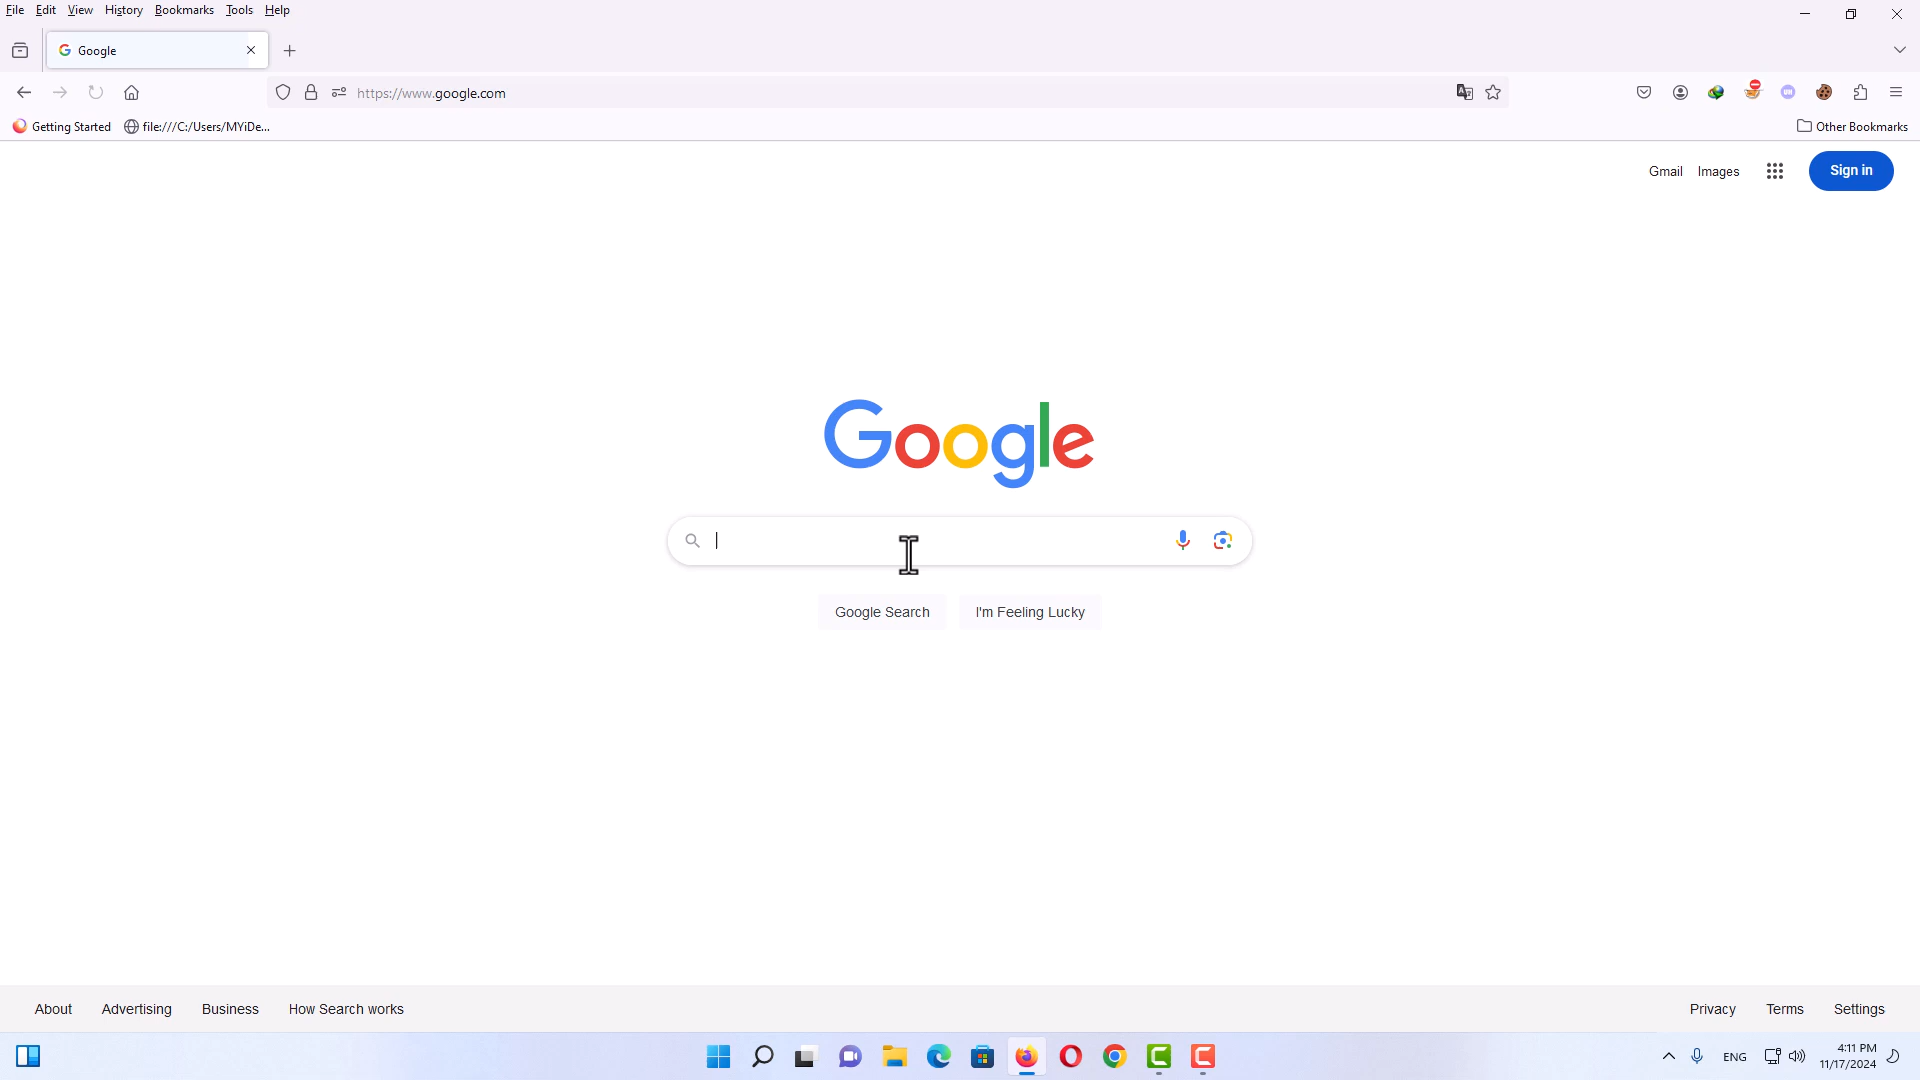 File Edit View History Bookmarks Tools Help
Google
https://www.google.com
Getting Started file:///C:/Users/MYiDe... Other Bookmarks
Gmail Images Sign in
Google
Google Search I'm Feeling Lucky
About Advertising Business How Search works Privacy Terms Settings
ENG 4:11 PM
11/17/2024